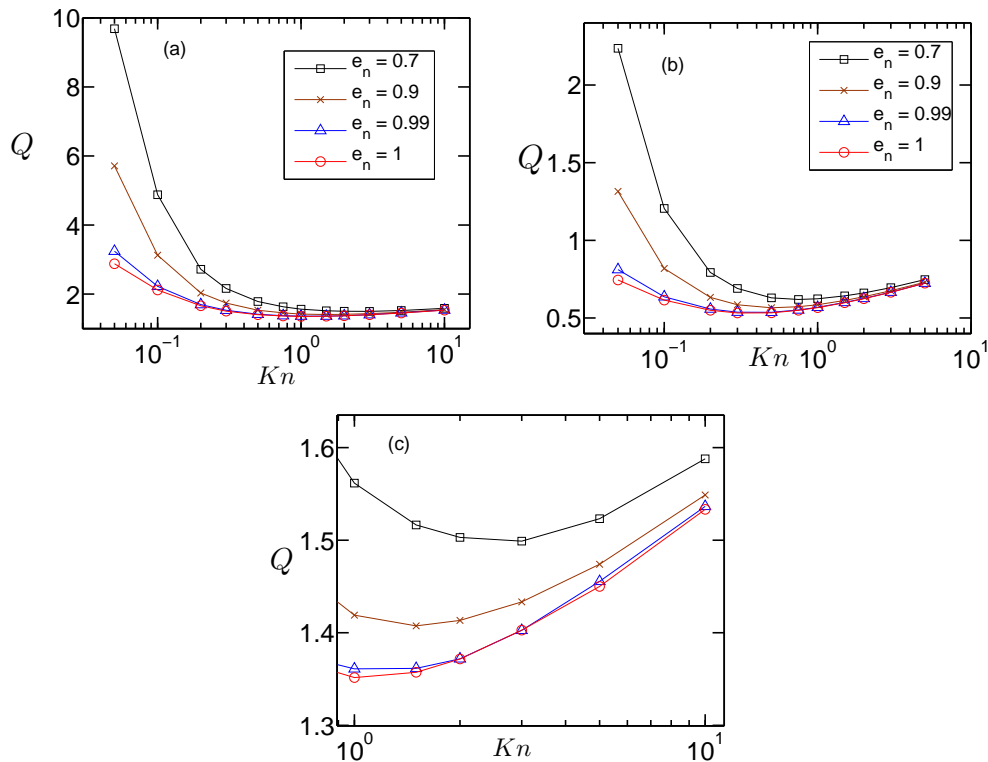 (a)
10
8
6
4
2
Q
e_n = 0.7
e_n = 0.9
e_n = 0.99
e_n = 1
10^−1
10^0
10^1
Kn
(b)
2
1.5
1
0.5
Q
e_n = 0.7
e_n = 0.9
e_n = 0.99
e_n = 1
10^−1
10^0
10^1
Kn
(c)
1.6
1.5
1.4
1.3
Q
10^0
10^1
Kn